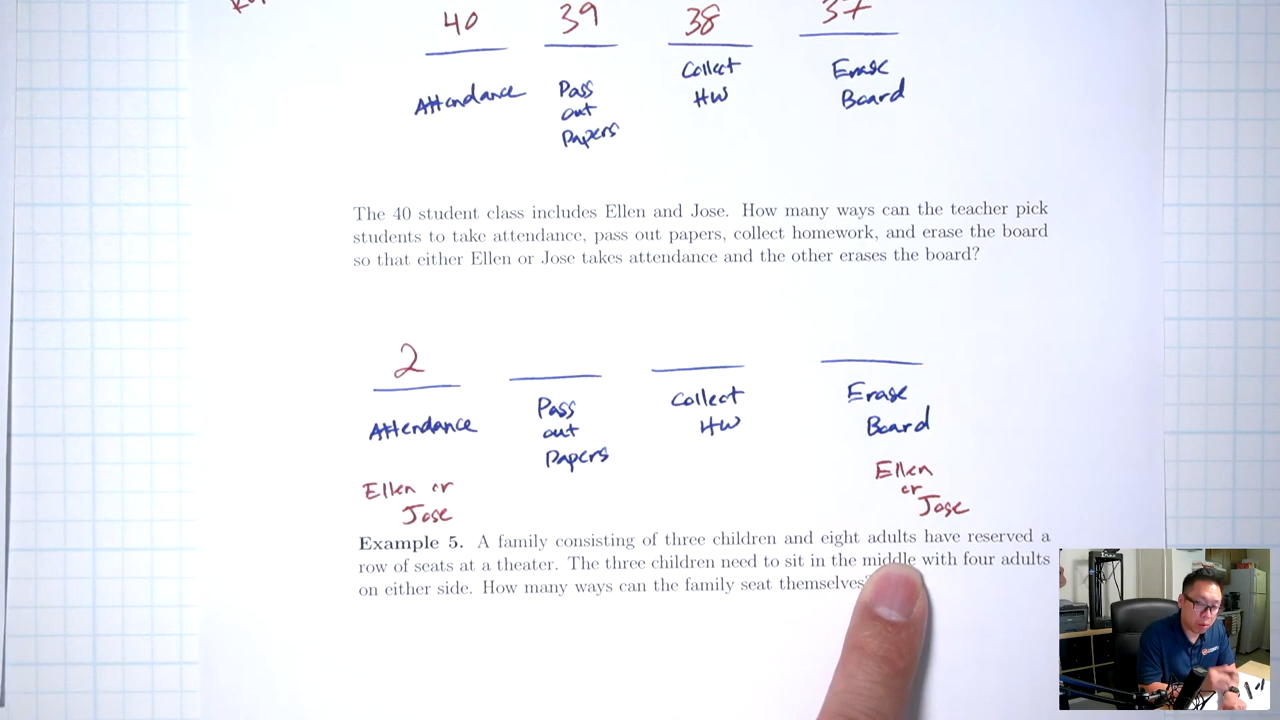 40 39 38 37
Attendance Pass out Papers Collect HW Erase Board
The 40 student class includes Ellen and Jose. How many ways can the teacher pick
students to take attendance, pass out papers, collect homework, and erase the board
so that either Ellen or Jose takes attendance and the other erases the board?
2
Attendance Pass out Papers Collect HW Erase Board
Ellen or Jose Ellen or Jose
Example 5. A family consisting of three children and eight adults have reserved a
row of seats at a theater. The three children need to sit in the middle with four adults
on either side. How many ways can the family seat themselves